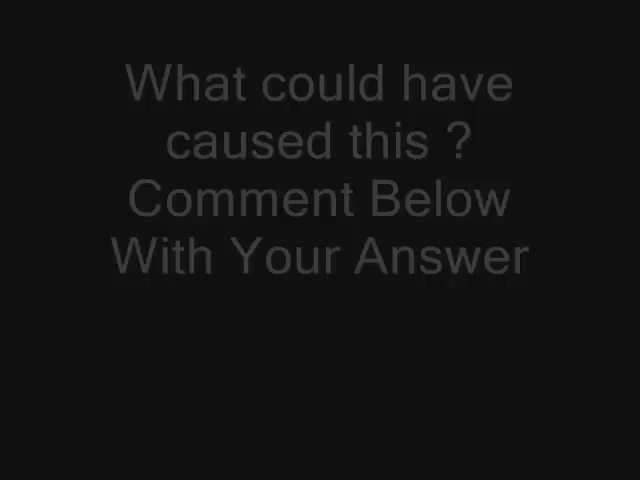 What could have
caused this ?
Comment Below
With Your Answer